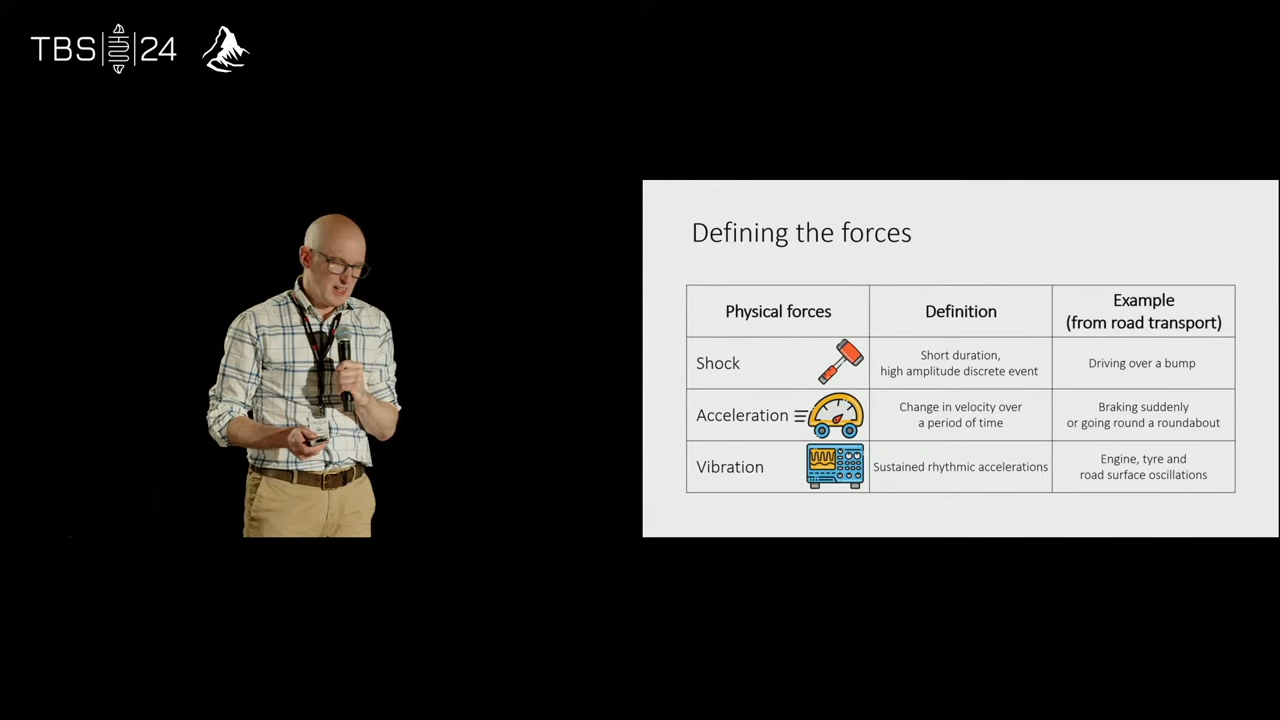 TBS 24
Defining the forces
Physical forces
Definition
Example
(from road transport)
Shock
Short duration,
high amplitude discrete event
Driving over a bump
Acceleration
Change in velocity over
a period of time
Braking suddenly
or going round a roundabout
Vibration
Sustained rhythmic accelerations
Engine, tyre and
road surface oscillations